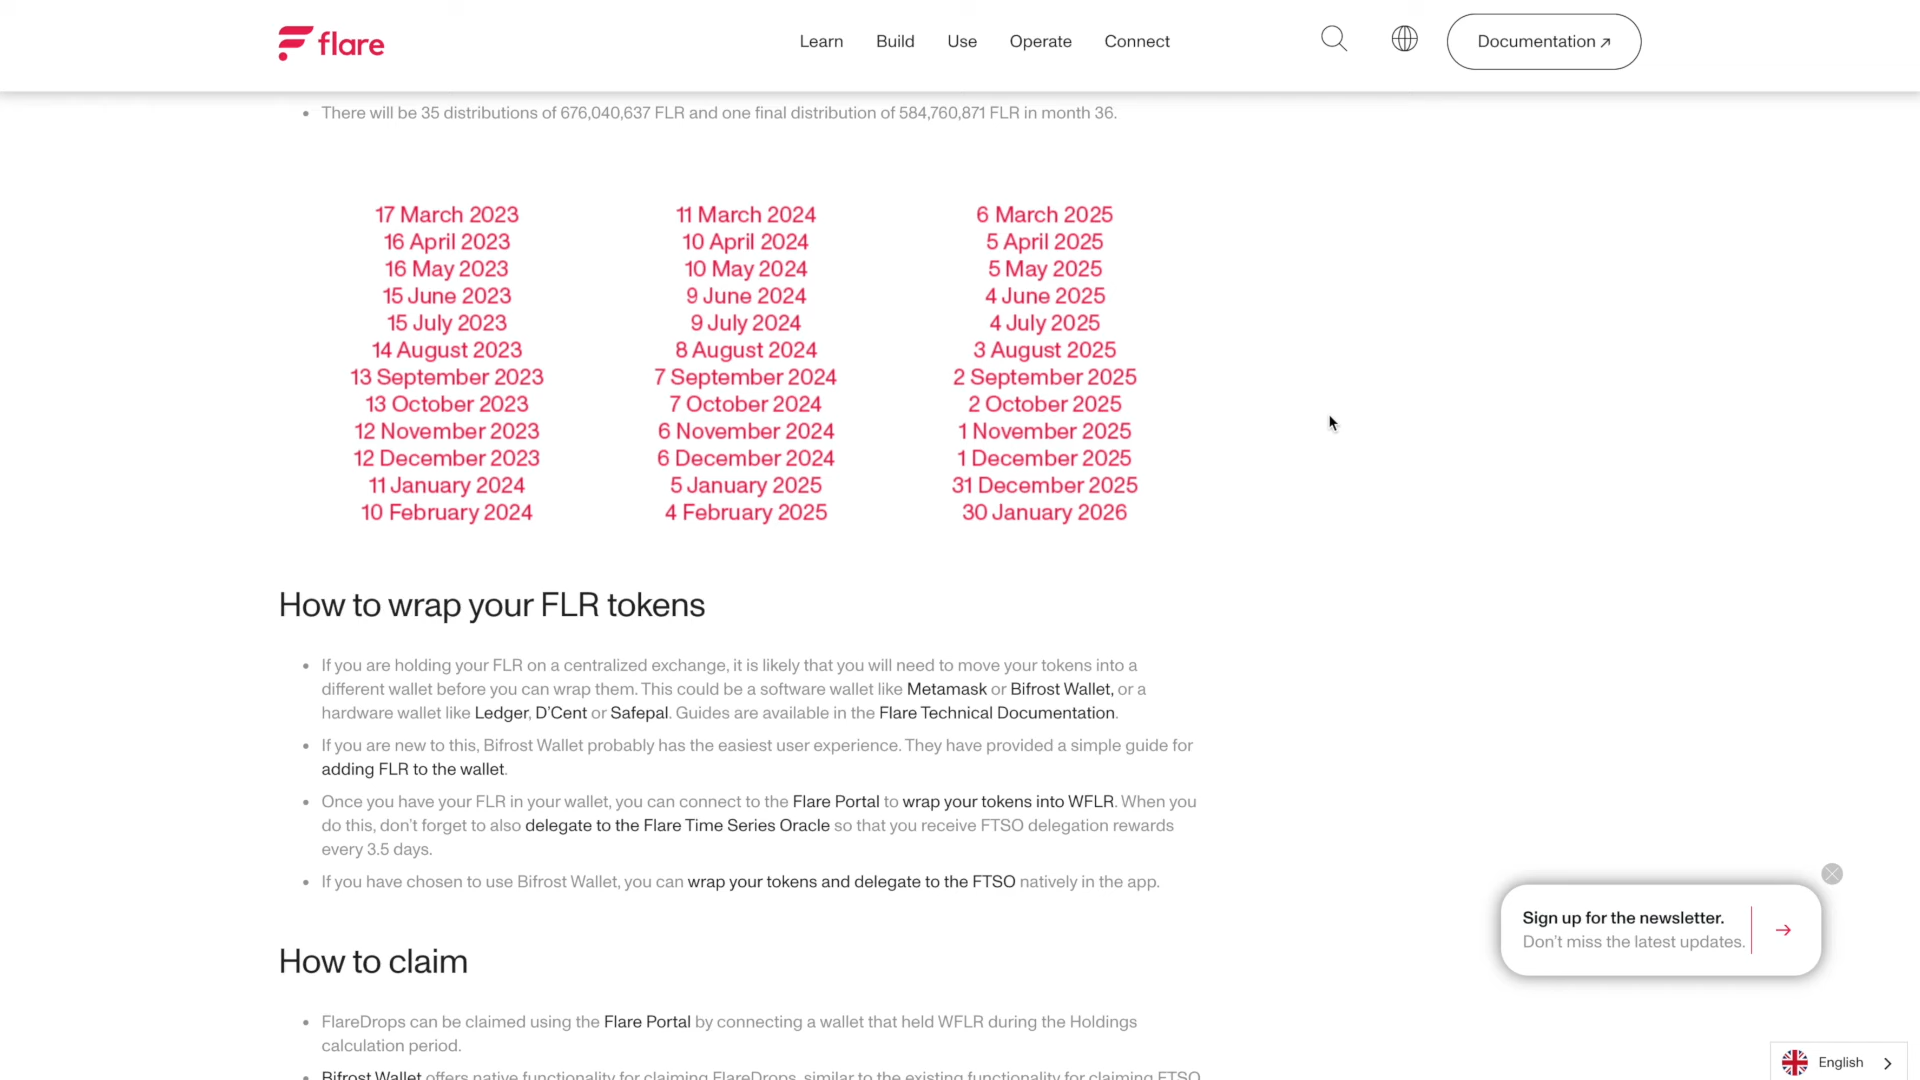 flare
Learn Build Use Operate Connect
Documentation ↗
• There will be 35 distributions of 676,040,637 FLR and one final distribution of 584,760,871 FLR in month 36.
17 March 2023 11 March 2024 6 March 2025
16 April 2023 10 April 2024 5 April 2025
16 May 2023 10 May 2024 5 May 2025
15 June 2023 9 June 2024 4 June 2025
15 July 2023 9 July 2024 4 July 2025
14 August 2023 8 August 2024 3 August 2025
13 September 2023 7 September 2024 2 September 2025
13 October 2023 7 October 2024 2 October 2025
12 November 2023 6 November 2024 1 November 2025
12 December 2023 6 December 2024 1 December 2025
11 January 2024 5 January 2025 31 December 2025
10 February 2024 4 February 2025 30 January 2026
How to wrap your FLR tokens
• If you are holding your FLR on a centralized exchange, it is likely that you will need to move your tokens into a
different wallet before you can wrap them. This could be a software wallet like Metamask or Bifrost Wallet, or a
hardware wallet like Ledger, D’Cent or Safepal. Guides are available in the Flare Technical Documentation.
• If you are new to this, Bifrost Wallet probably has the easiest user experience. They have provided a simple guide for
adding FLR to the wallet.
• Once you have your FLR in your wallet, you can connect to the Flare Portal to wrap your tokens into WFLR. When you
do this, don’t forget to also delegate to the Flare Time Series Oracle so that you receive FTSO delegation rewards
every 3.5 days.
• If you have chosen to use Bifrost Wallet, you can wrap your tokens and delegate to the FTSO natively in the app.
How to claim
• FlareDrops can be claimed using the Flare Portal by connecting a wallet that held WFLR during the Holdings
calculation period.
• Bifrost Wallet offers native functionality for claiming FlareDrops, similar to the existing functionality for claiming FTSO
Sign up for the newsletter.
Don’t miss the latest updates.
English